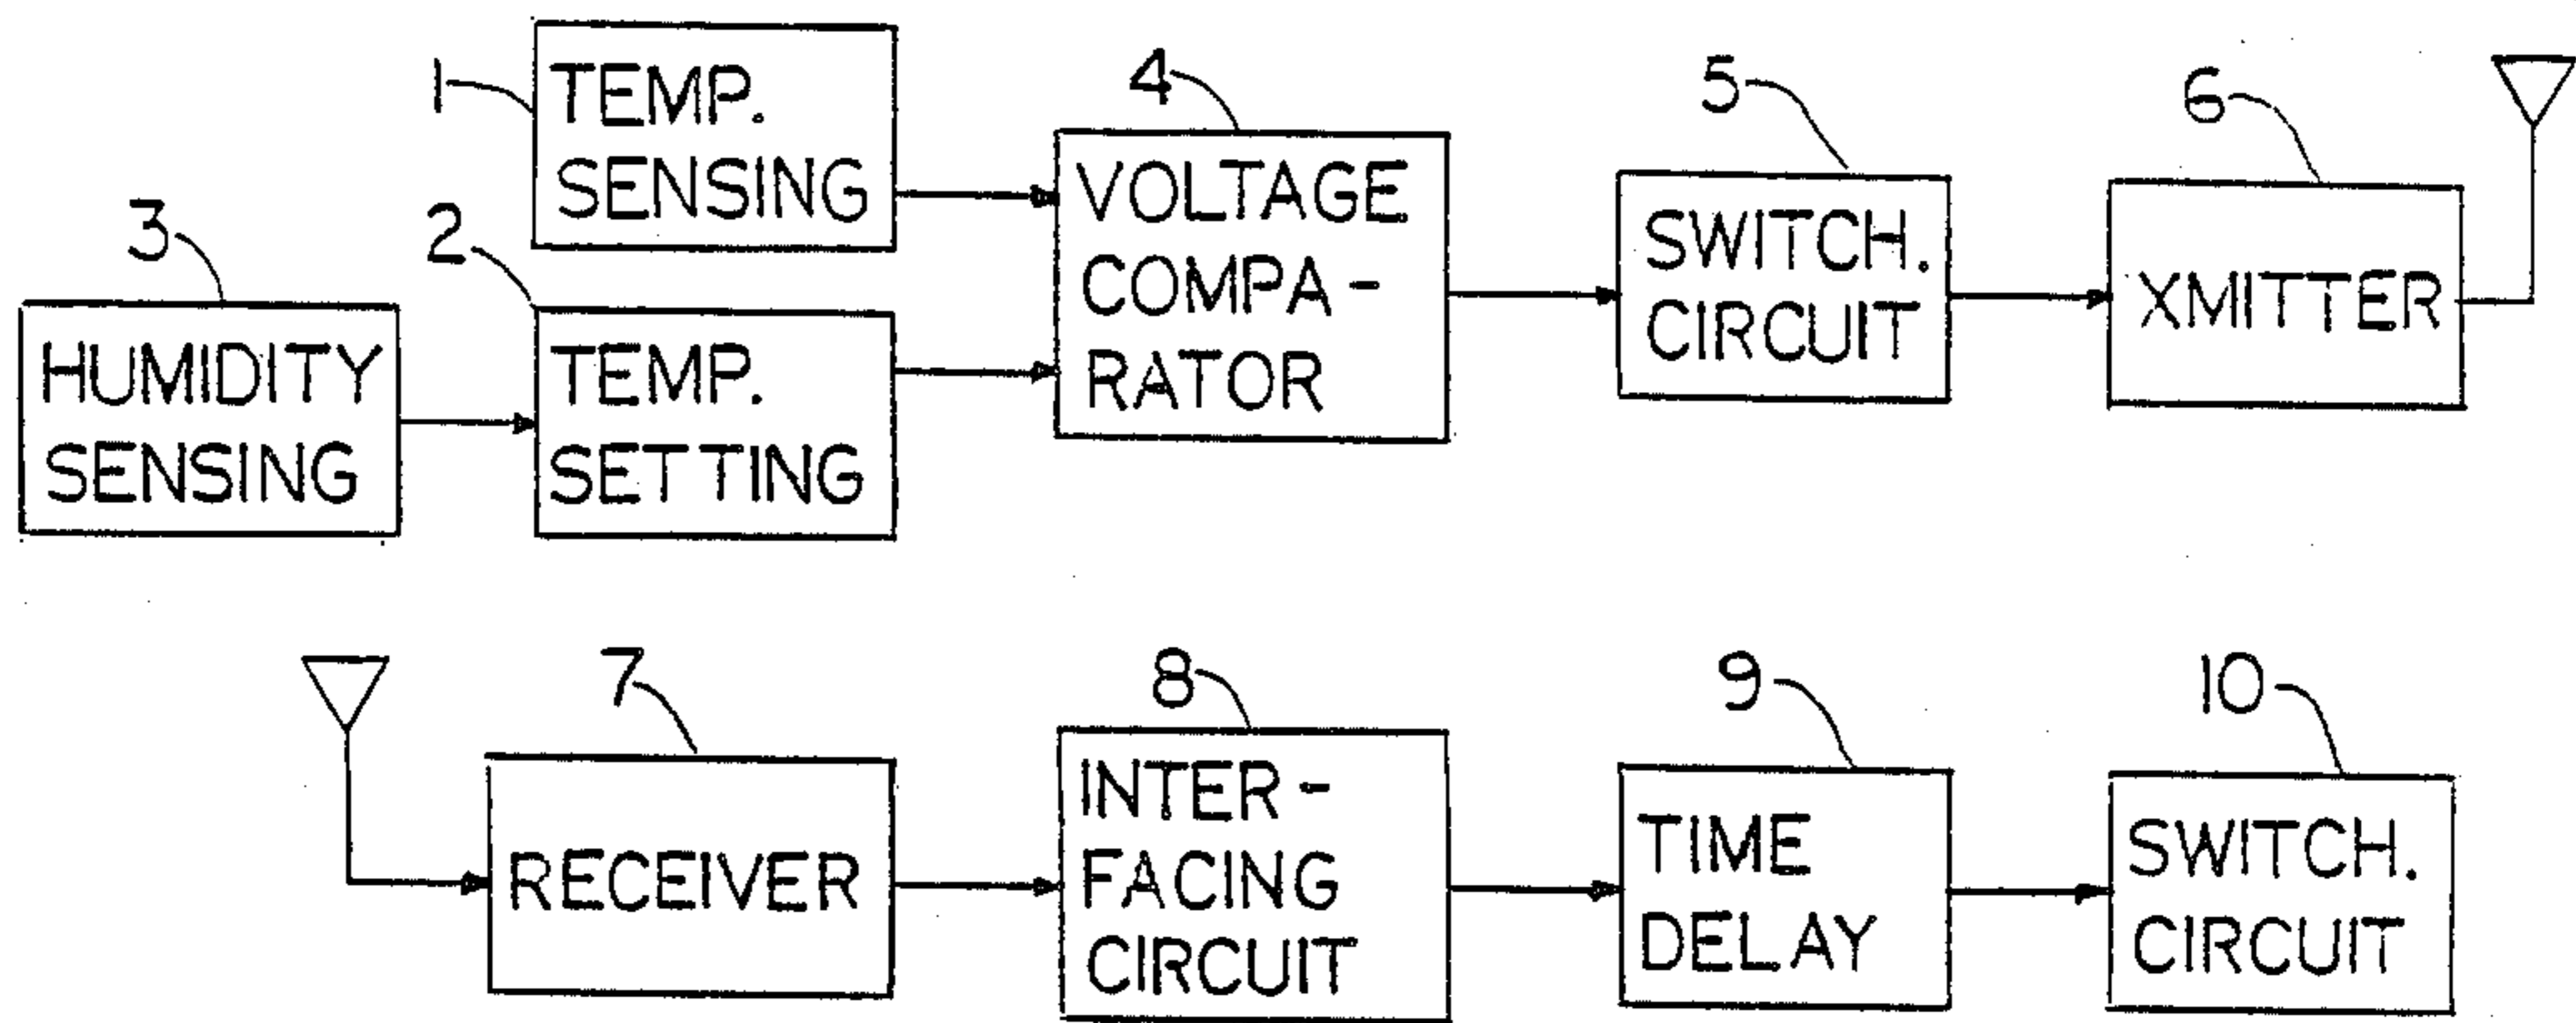 1
TEMP.
SENSING
2
TEMP.
SETTING
3
HUMIDITY
SENSING
4
VOLTAGE
COMPA-
RATOR
5
SWITCH.
CIRCUIT
6
XMITTER
7
RECEIVER
8
INTER-
FACING
CIRCUIT
9
TIME
DELAY
10
SWITCH.
CIRCUIT